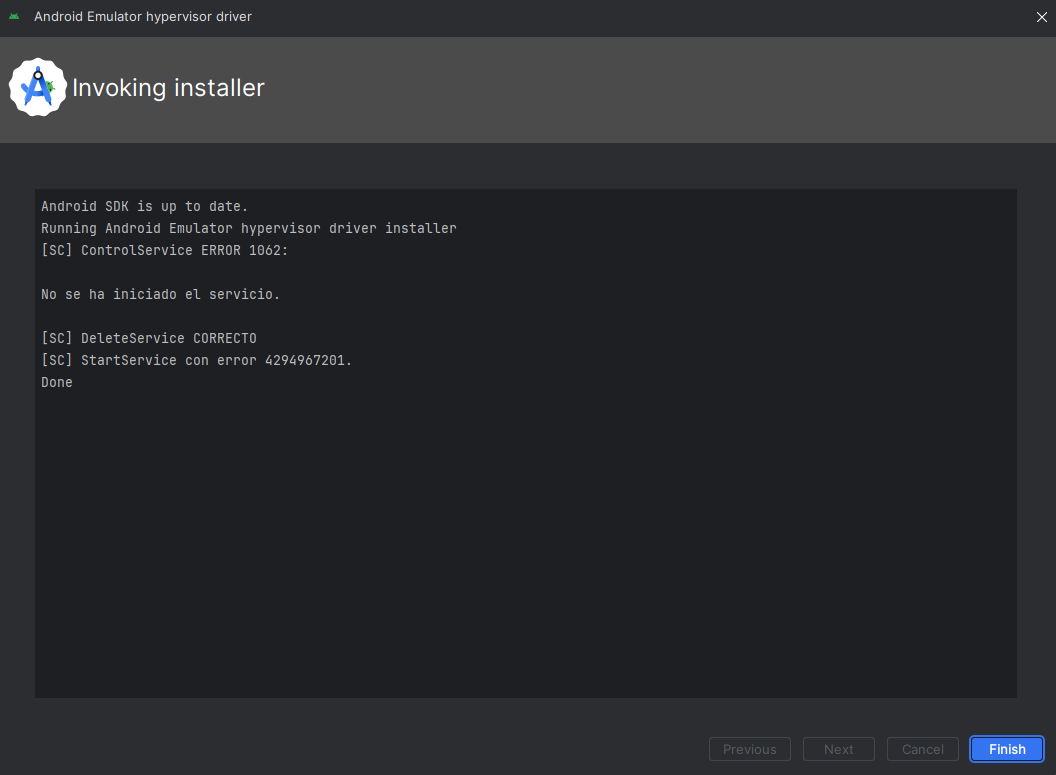 Android Emulator hypervisor driver
Invoking installer
Android SDK is up to date.
Running Android Emulator hypervisor driver installer
[SC] ControlService ERROR 1062:
No se ha iniciado el servicio.
[SC] DeleteService CORRECTO
[SC] StartService con error 4294967201.
Done
Previous
Next
Cancel
Finish